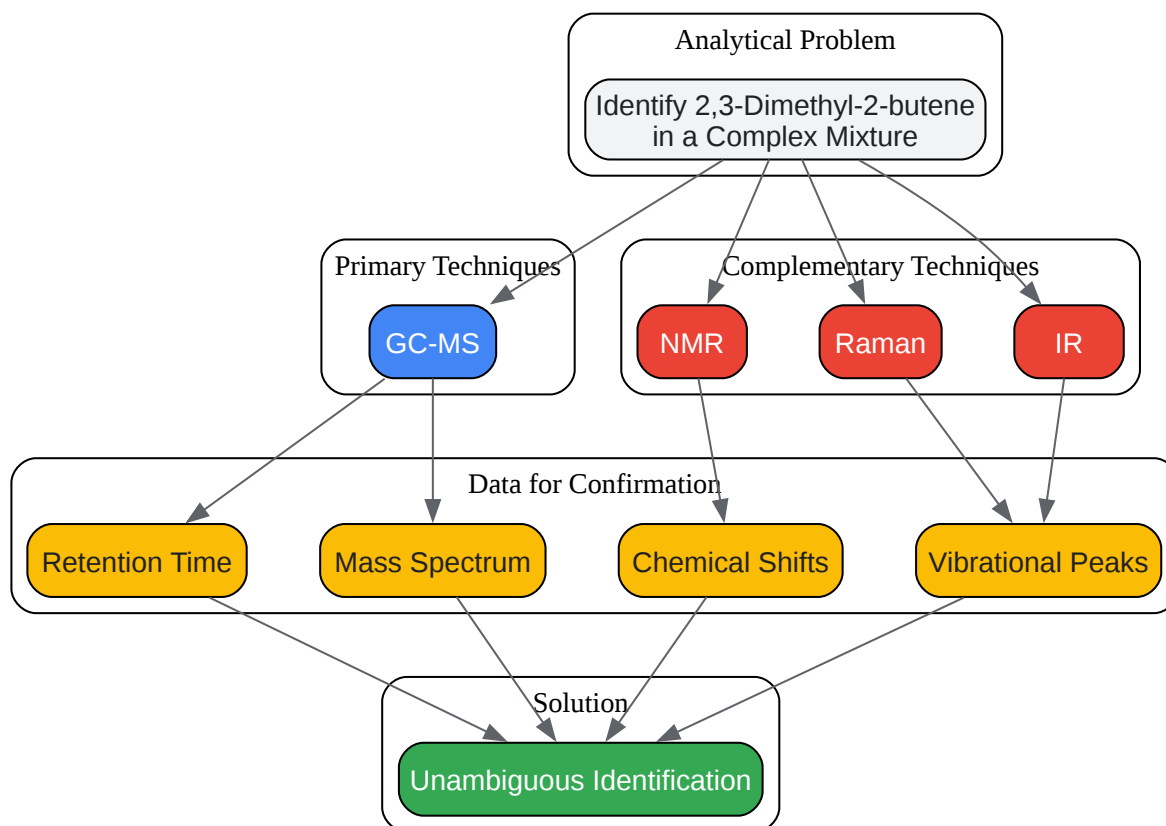 Analytical Problem
Identify 2,3-Dimethyl-2-butene
in a Complex Mixture
Primary Techniques
Complementary Techniques
GC-MS
NMR
Raman
IR
Data for Confirmation
Retention Time
Mass Spectrum
Chemical Shifts
Vibrational Peaks
Solution
Unambiguous Identification